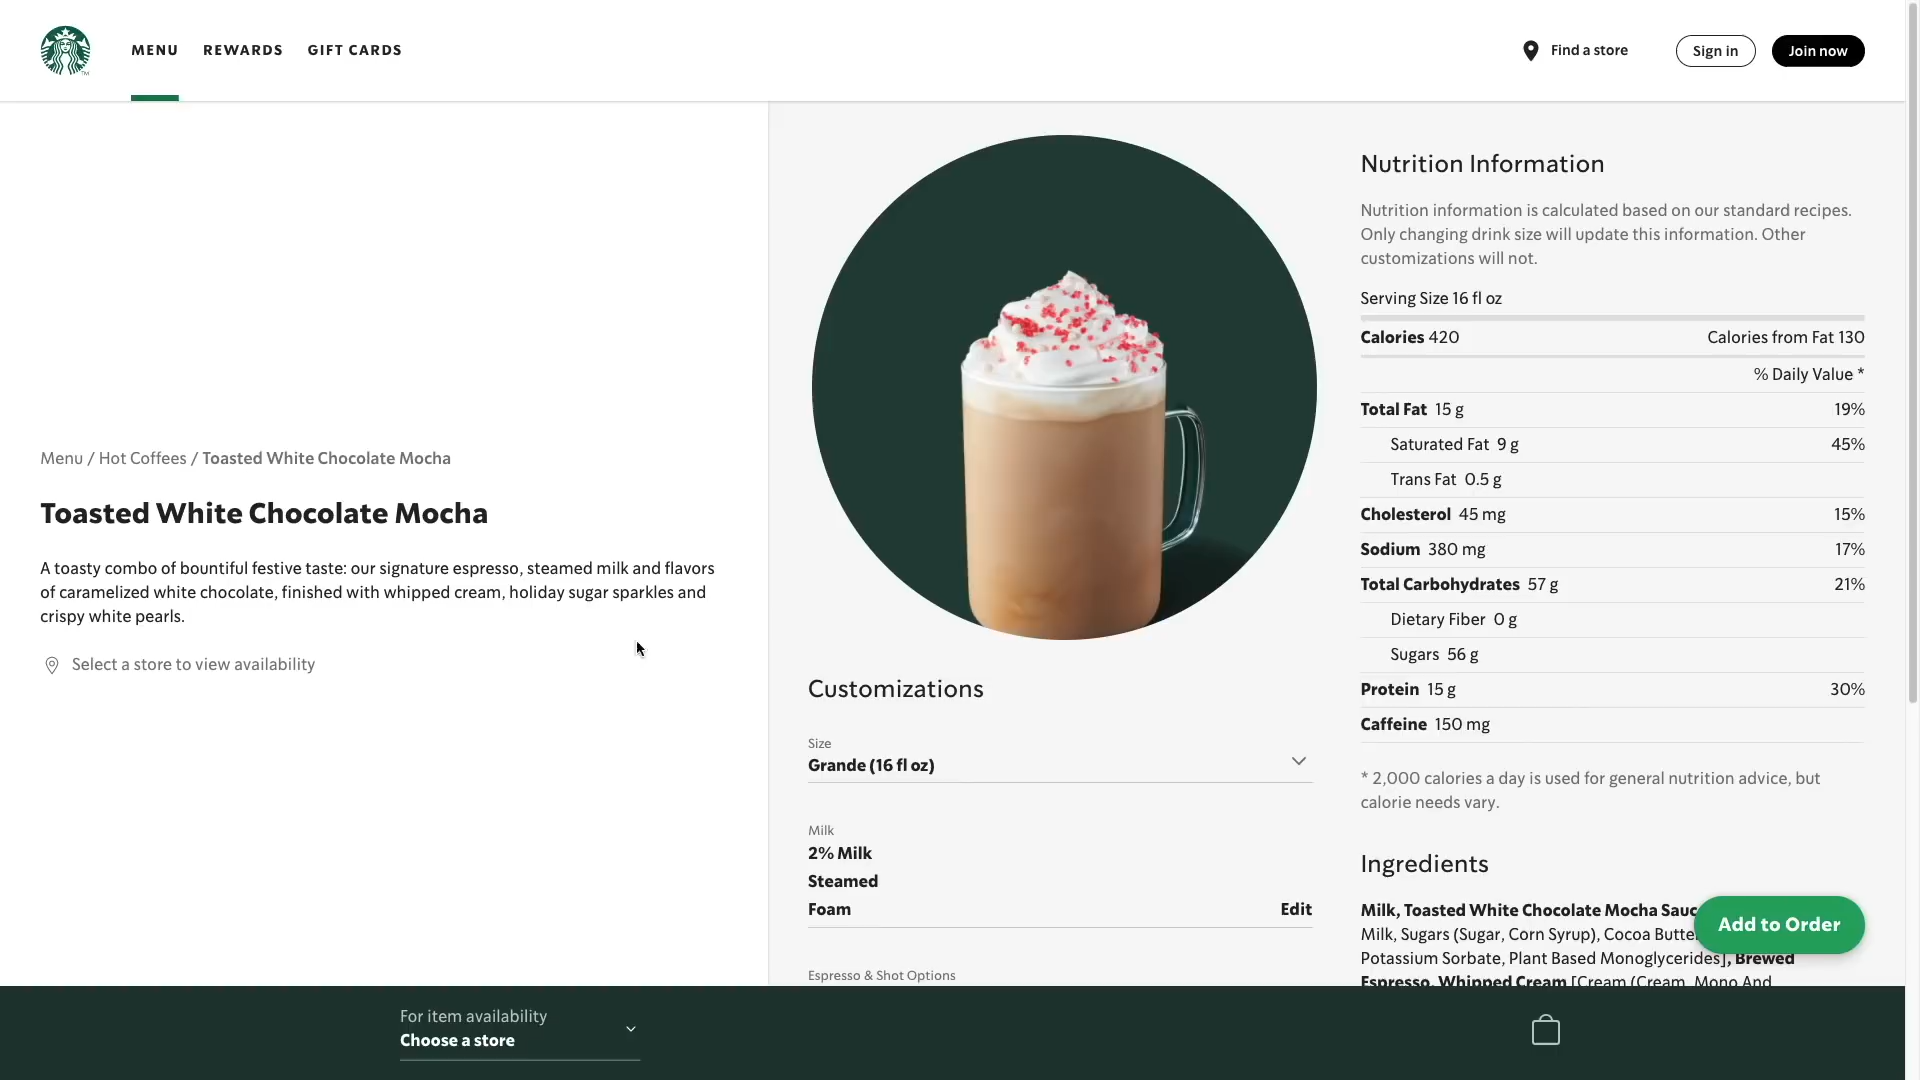 MENU
REWARDS
GIFT CARDS
Find a store
Sign in
Join now
TM
Menu / Hot Coffees / Toasted White Chocolate Mocha
Toasted White Chocolate Mocha
A toasty combo of bountiful festive taste: our signature espresso, steamed milk and flavors
of caramelized white chocolate, finished with whipped cream, holiday sugar sparkles and
crispy white pearls.
Select a store to view availability
Customizations
Size
Grande (16 fl oz)
Milk
2% Milk
Steamed
Foam
Edit
Espresso & Shot Options
Nutrition Information
Nutrition information is calculated based on our standard recipes.
Only changing drink size will update this information. Other
customizations will not.
Serving Size 16 fl oz
Calories 420 Calories from Fat 130
% Daily Value *
Total Fat 15 g 19%
Saturated Fat 9 g 45%
Trans Fat 0.5 g
Cholesterol 45 mg 15%
Sodium 380 mg 17%
Total Carbohydrates 57 g 21%
Dietary Fiber 0 g
Sugars 56 g
Protein 15 g 30%
Caffeine 150 mg
* 2,000 calories a day is used for general nutrition advice, but
calorie needs vary.
Ingredients
Milk, Toasted White Chocolate Mocha Sauc
Milk, Sugars (Sugar, Corn Syrup), Cocoa Butte
Potassium Sorbate, Plant Based Monoglycerides], Brewed
Espresso, Whipped Cream [Cream (Cream, Mono And
Add to Order
For item availability
Choose a store